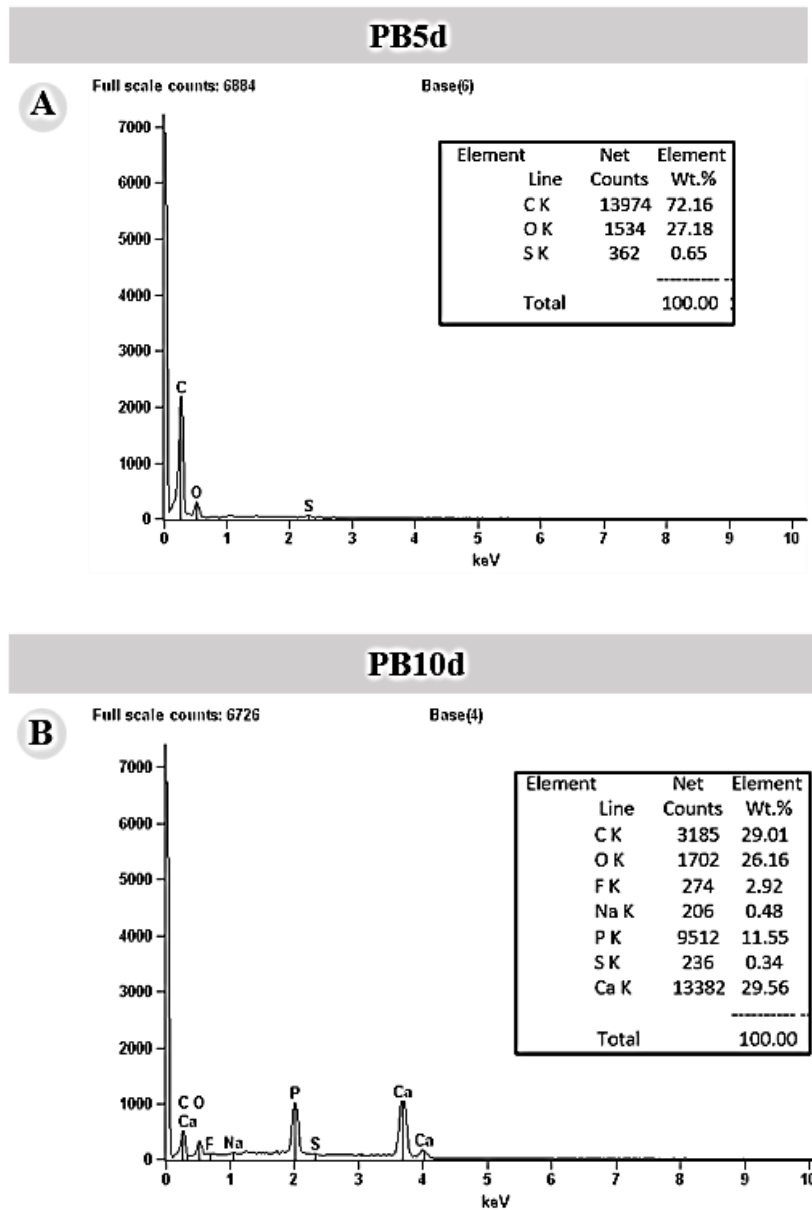 PB5d
A
Full scale counts: 6884 Base(6)
7000
6000
5000
4000
3000
2000
1000
0
C
O
S
0 1 2 3 4 5 6 7 8 9 10
keV
Element Net Element
Line Counts Wt.%
C K 13974 72.16
O K 1534 27.18
S K 362 0.65
Total 100.00
PB10d
B
Full scale counts: 6726 Base(4)
7000
6000
5000
4000
3000
2000
1000
0
C O
Ca
F
Na
P
S
Ca
Ca
0 1 2 3 4 5 6 7 8 9 10
keV
Element Net Element
Line Counts Wt.%
C K 3185 29.01
O K 1702 26.16
F K 274 2.92
Na K 206 0.48
P K 9512 11.55
S K 236 0.34
Ca K 13382 29.56
Total 100.00